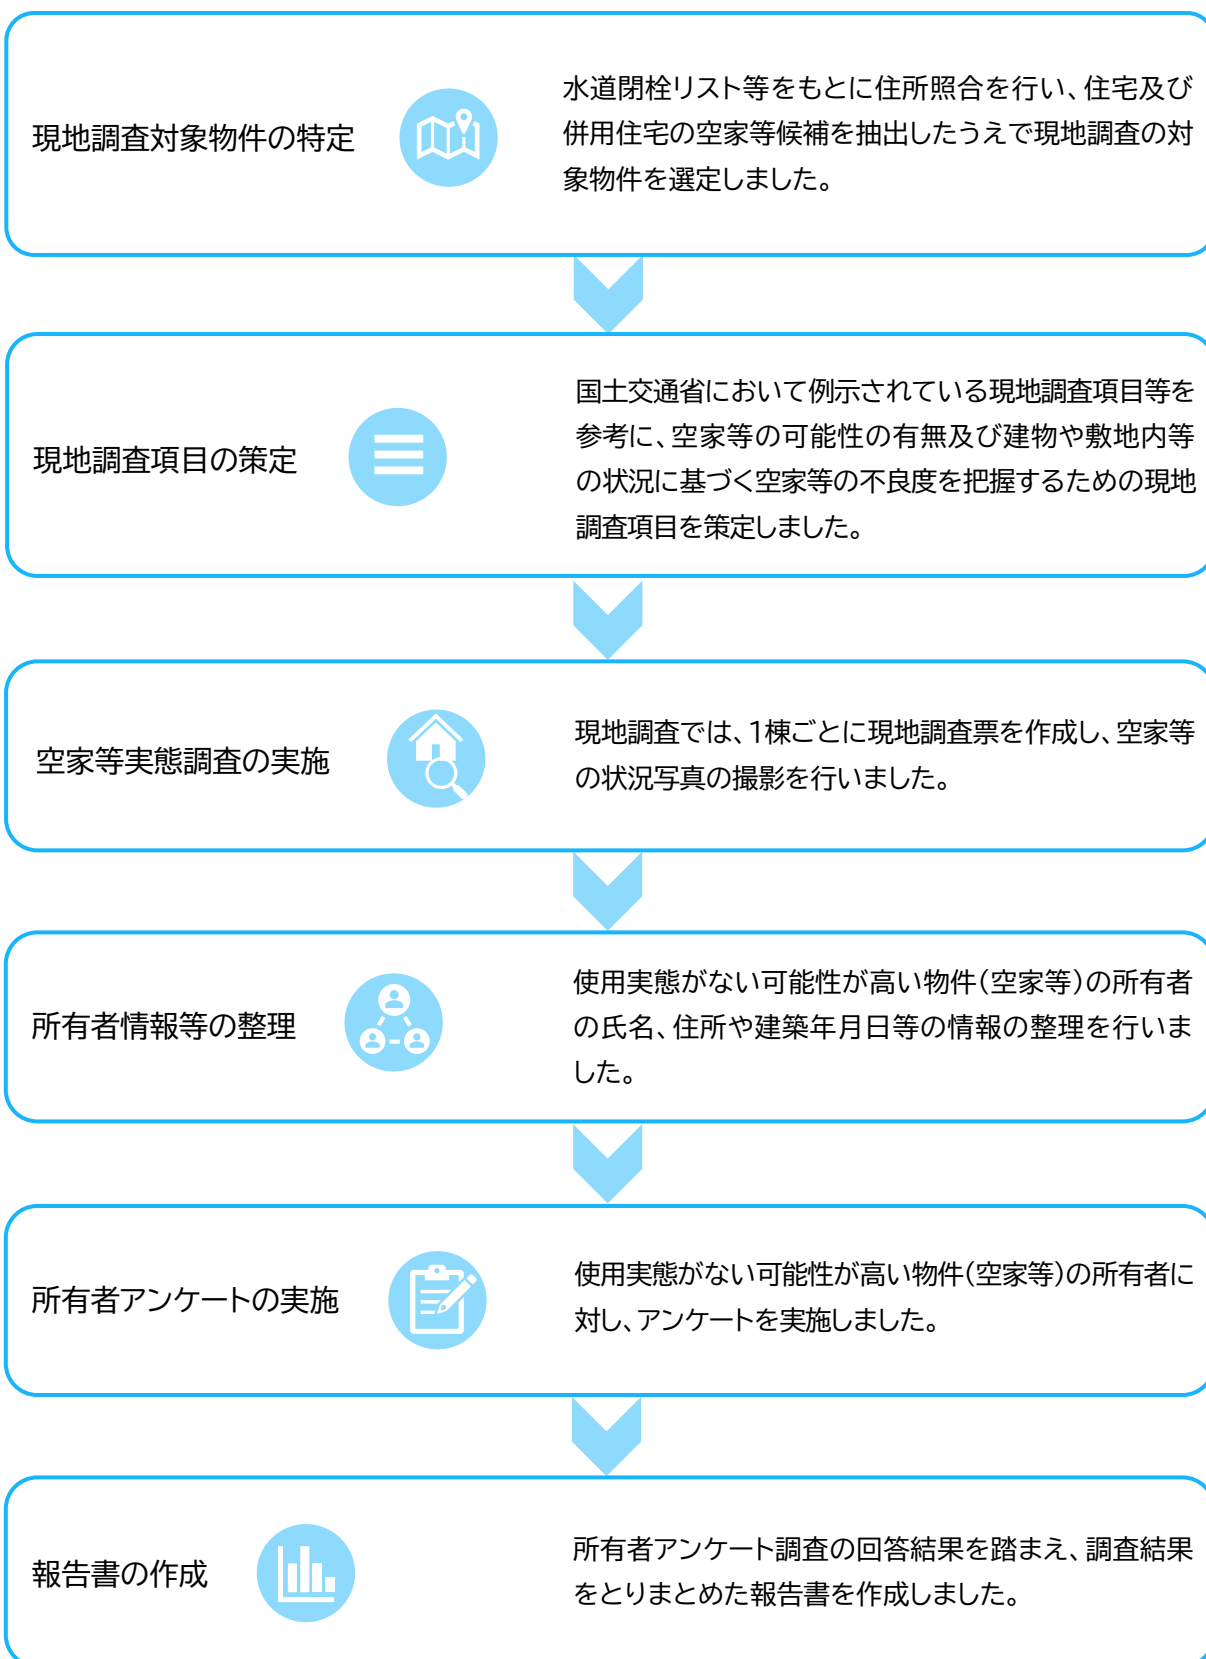 現地調査対象物件の特定
水道閉栓リスト等をもとに住所照合を行い、住宅及び
併用住宅の空家等候補を抽出したうえで現地調査の対
象物件を選定しました。
現地調査項目の策定
国土交通省において例示されている現地調査項目等を
参考に、空家等の可能性の有無及び建物や敷地内等
の状況に基づく空家等の不良度を把握するための現地
調査項目を策定しました。
空家等実態調査の実施
現地調査では、1棟ごとに現地調査票を作成し、空家等
の状況写真の撮影を行いました。
所有者情報等の整理
使用実態がない可能性が高い物件(空家等)の所有者
の氏名、住所や建築年月日等の情報の整理を行いま
した。
所有者アンケートの実施
使用実態がない可能性が高い物件(空家等)の所有者に
対し、アンケートを実施しました。
報告書の作成
所有者アンケート調査の回答結果を踏まえ、調査結果
をとりまとめた報告書を作成しました。